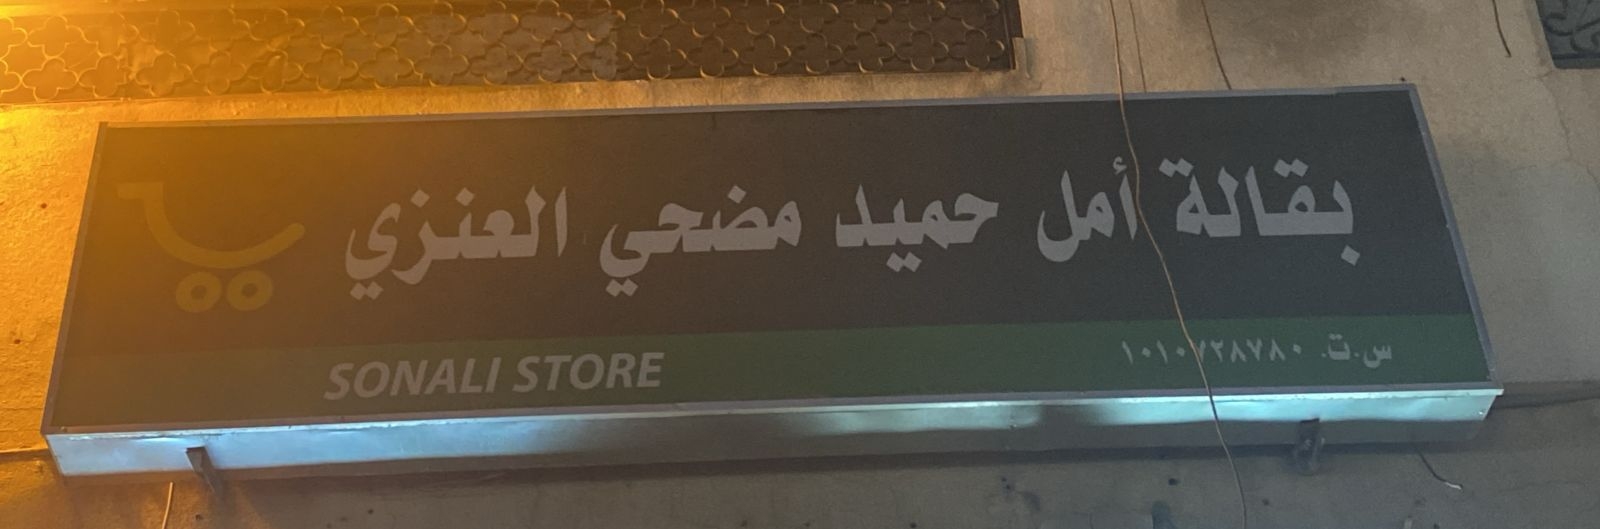 بقالة أمل حميد مضحي العنزي
س.ت. ١٠١٠٧٢٨٧٨٠
SONALI STORE